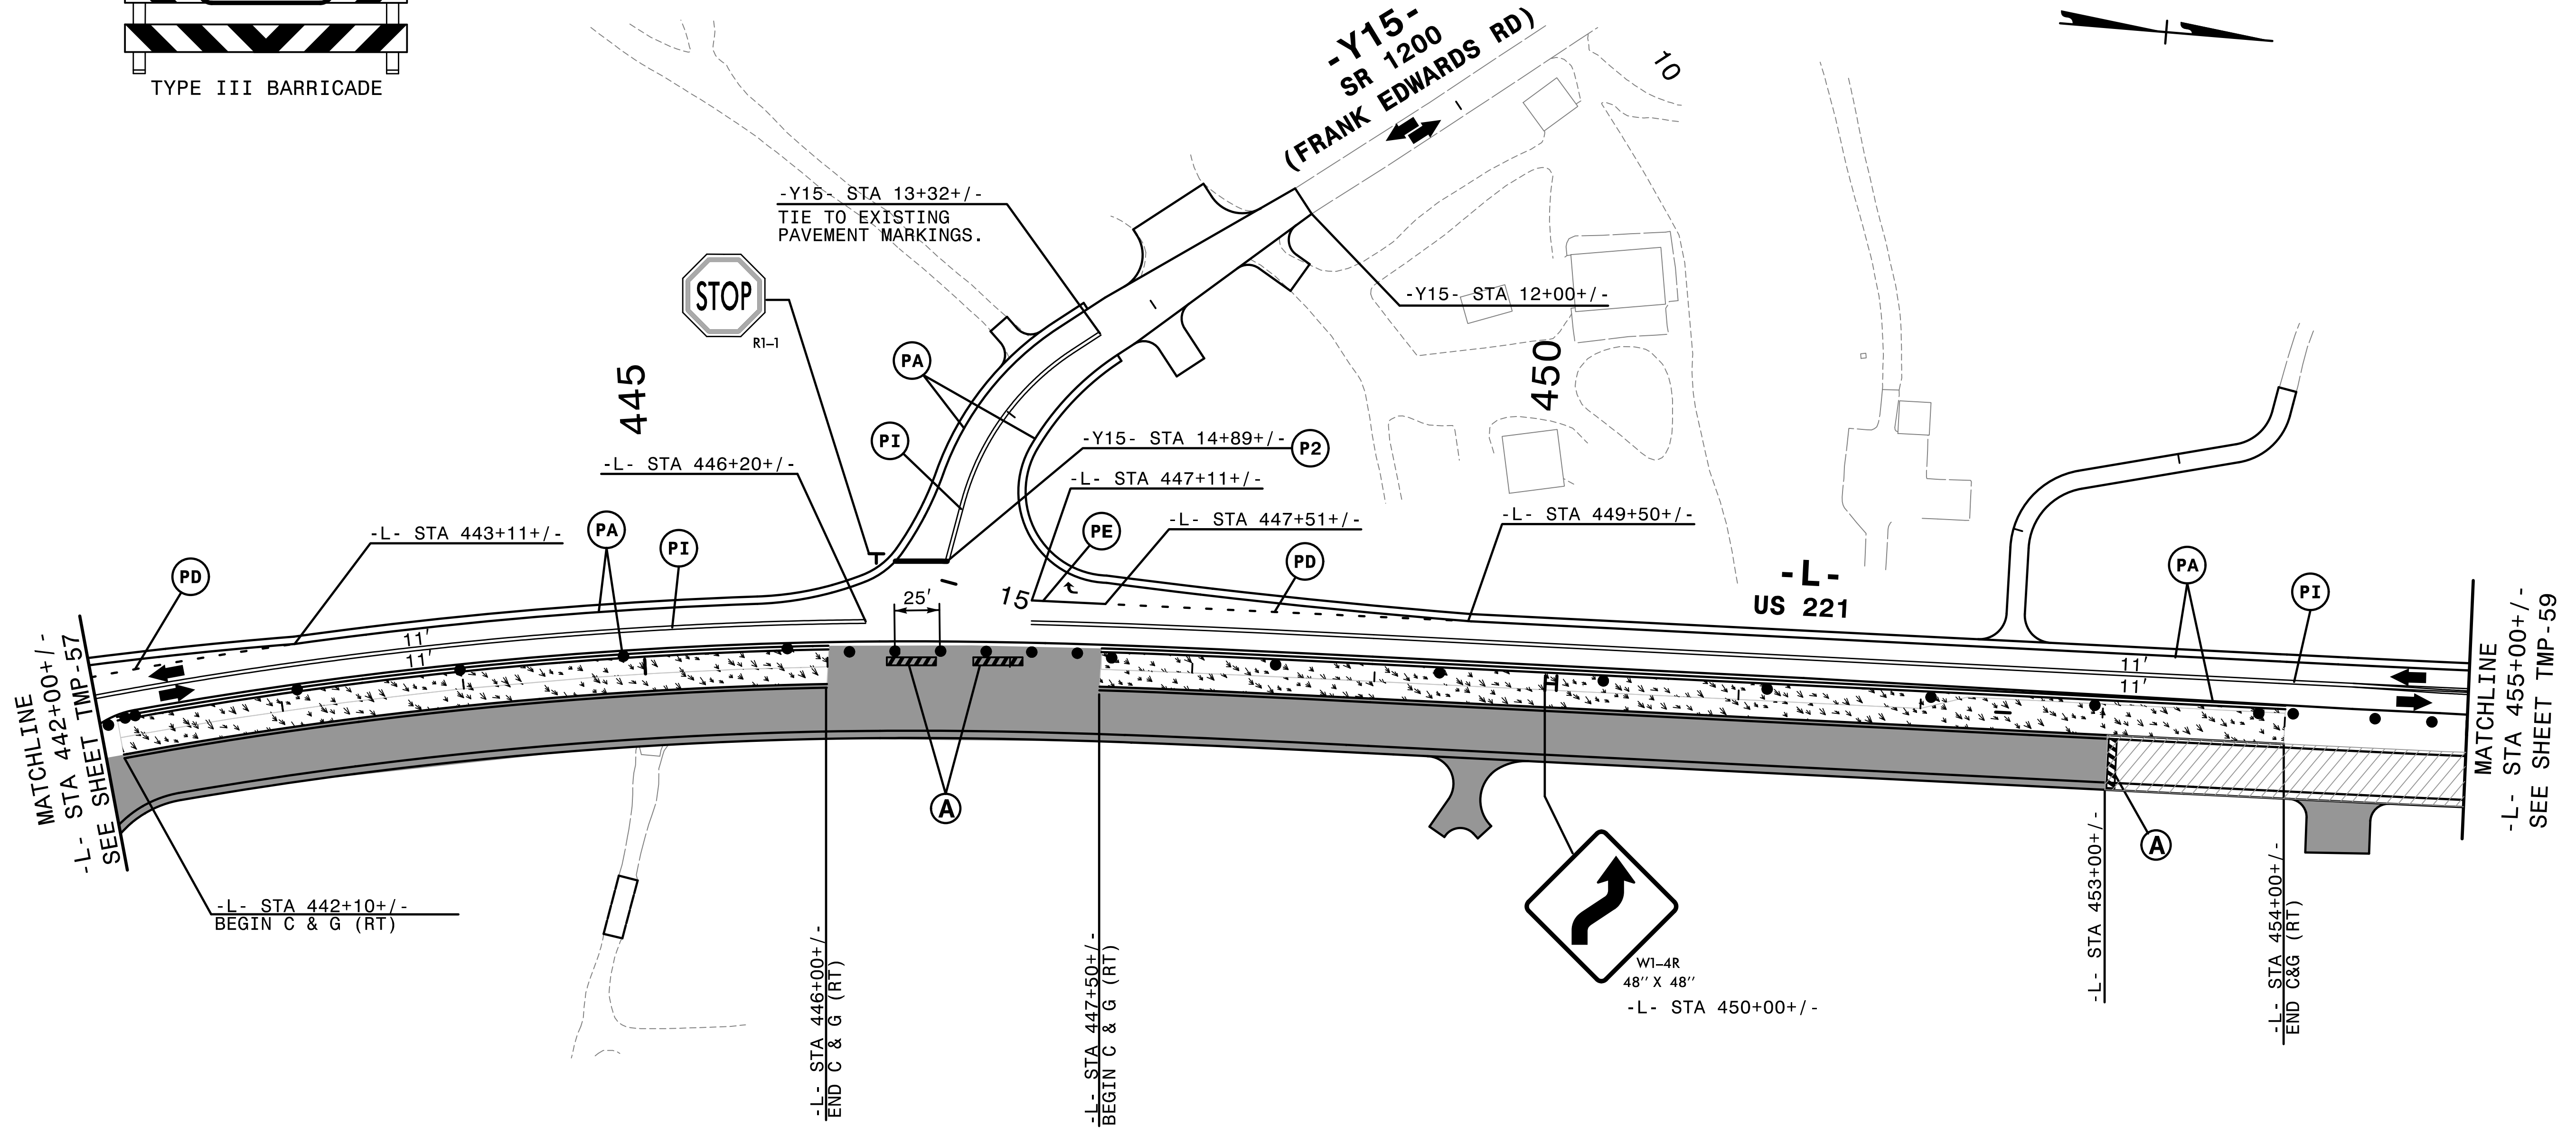 TYPE III BARRICADE
-Y15-
SR 1200
(FRANK EDWARDS RD)
10
-Y15- STA 13+32+/-
TIE TO EXISTING
PAVEMENT MARKINGS.
STOP
R1-1
-Y15- STA 12+00+/-
PA
445
450
PI
-Y15- STA 14+89+/-
P2
-L- STA 446+20+/-
-L- STA 447+11+/-
-L- STA 447+51+/-
-L- STA 449+50+/-
-L- STA 443+11+/-
PA
PI
PE
PD
PD
25'
15
-L-
US 221
PA
PI
11'
11'
11'
11'
MATCHLINE
-L- STA 442+00+/-
SEE SHEET TMP-57
MATCHLINE
-L- STA 455+00+/-
SEE SHEET TMP-59
A
A
-L- STA 442+10+/-
BEGIN C & G (RT)
-L- STA 446+00+/-
END C & G (RT)
-L- STA 447+50+/-
BEGIN C & G (RT)
W1-4R
48" X 48"
-L- STA 450+00+/-
-L- STA 453+00+/-
-L- STA 454+00+/-
END C&G (RT)